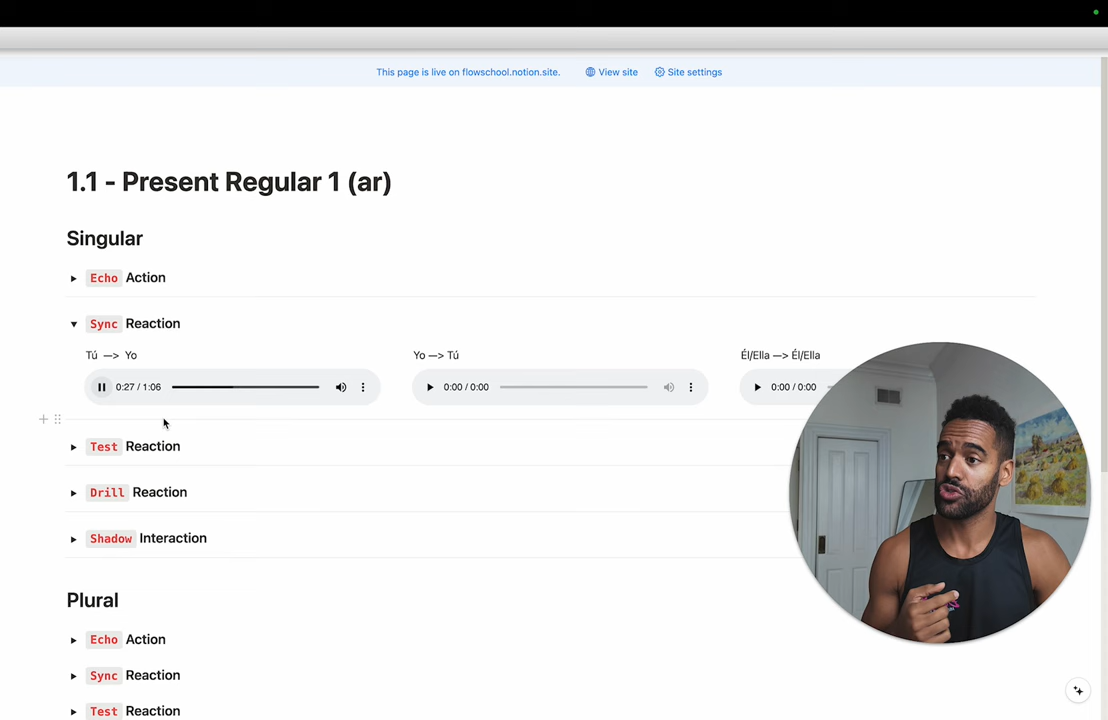 This page is live on flowschool.notion.site. View site Site settings
1.1 - Present Regular 1 (ar)
Singular
Echo Action
Sync Reaction
Tú —> Yo Yo —> Tú Él/Ella —> Él/Ella
0:27 / 1:06 0:00 / 0:00 0:00 / 0:00
Test Reaction
Drill Reaction
Shadow Interaction
Plural
Echo Action
Sync Reaction
Test Reaction